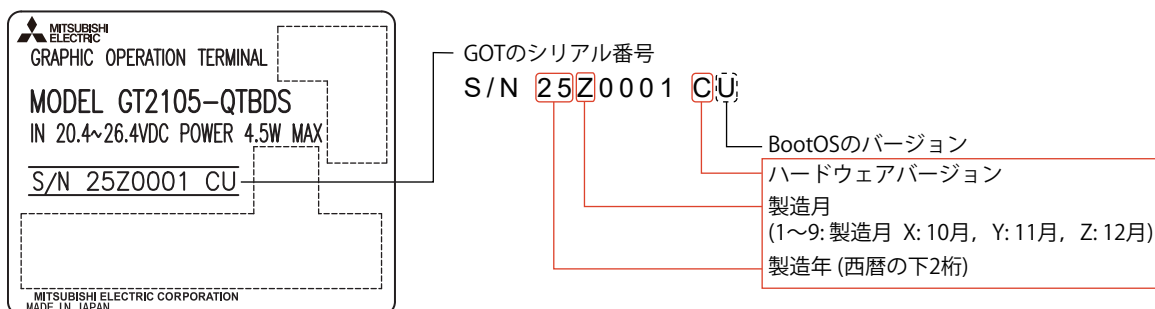 MITSUBISHI
ELECTRIC
GRAPHIC OPERATION TERMINAL
MODEL GT2105-QTBDS
IN 20.4~26.4VDC POWER 4.5W MAX
S/N 25Z0001 CU
MITSUBISHI ELECTRIC CORPORATION
MADE IN JAPAN
GOTのシリアル番号
S/N 25Z0001 CU
BootOSのバージョン
ハードウェアバージョン
製造月
(1～9: 製造月 X: 10月, Y: 11月, Z: 12月)
製造年 (西暦の下2桁)